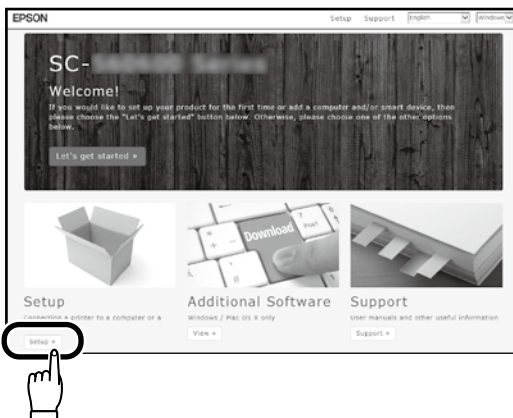 EPSON
Setup Support English Windows
SC-
Welcome!
If you would like to set up your product for the first time or add a computer and/or smart device, then
please choose the "Let's get started" button below. Otherwise, please choose one of the other options
below.
Let's get started »
+ - Download 7 Post
Setup
Additional Software
Support
Connecting a printer to a computer or a
Windows / Mac OS X only
User manuals and other useful information
Setup »
View »
Support »